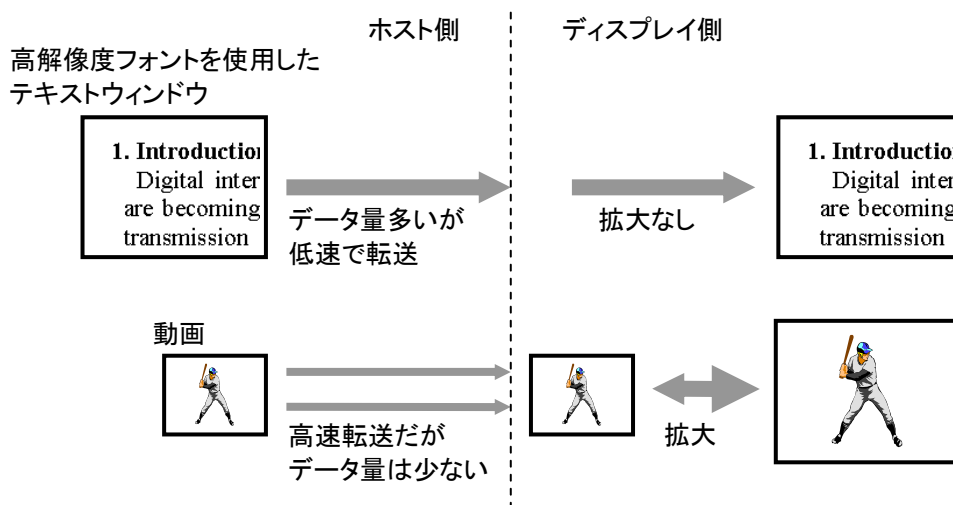 ホスト側
ディスプレイ側
高解像度フォントを使用した
テキストウィンドウ
1. Introduction
Digital inter
are becoming
transmission
データ量多いが
低速で転送
拡大なし
1. Introduction
Digital inter
are becoming
transmission
動画
高速転送だが
データ量は少ない
拡大